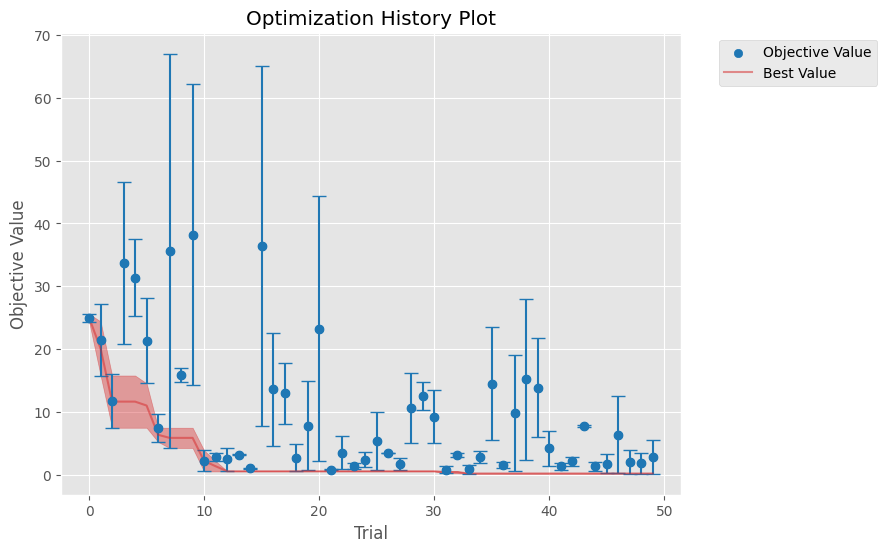 Optimization History Plot
Objective Value
Best Value
70
60
50
40
30
20
10
0
Objective Value
0 10 20 30 40 50
Trial